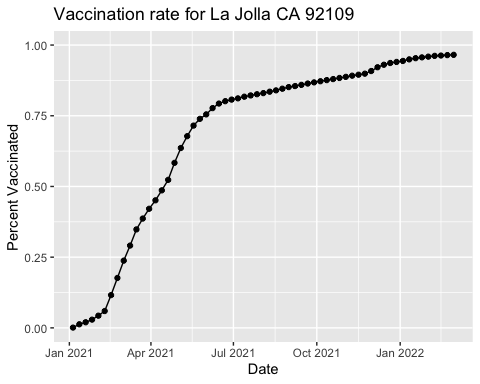 Vaccination rate for La Jolla CA 92109
1.00
0.75
0.50
0.25
0.00
Percent Vaccinated
Jan 2021
Apr 2021
Jul 2021
Oct 2021
Jan 2022
Date